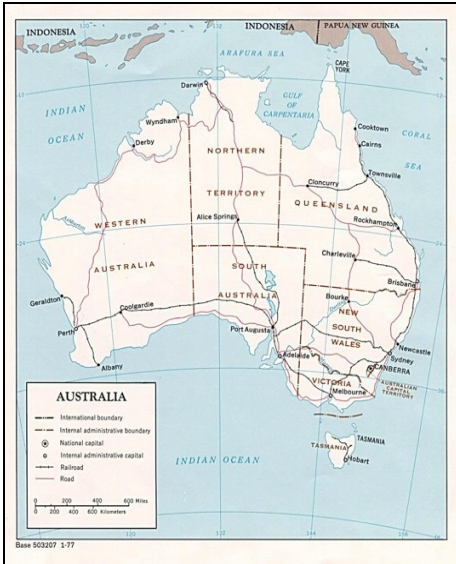 INDONESIA
INDONESIA
PAPUA NEW GUINEA
ARAFURA SEA
CAPE
YORK
Darwin
GULF
OF
CARPENTARIA
INDIAN
OCEAN
Wyndham
Cooktown
CORAL
SEA
Derby
Cairns
NORTHERN
TERRITORY
Townsville
Cloncurry
QUEENSLAND
WESTERN
AUSTRALIA
Alice Springs
Rockhampton
SOUTH
AUSTRALIA
Charleville
Brisbane
Geraldton
Coolgardie
Bourke
NEW
SOUTH
WALES
Perth
Port Augusta
Newcastle
Sydney
Albany
Adelaide
CANBERRA
AUSTRALIAN
CAPITAL
TERRITORY
VICTORIA
Melbourne
TASMANIA
TASMANIA
Hobart
INDIAN OCEAN
AUSTRALIA
International boundary
Internal administrative boundary
National capital
Internal administrative capital
Railroad
Road
0 200 400 600 Miles
0 200 400 600 Kilometers
Base 503207 1-77